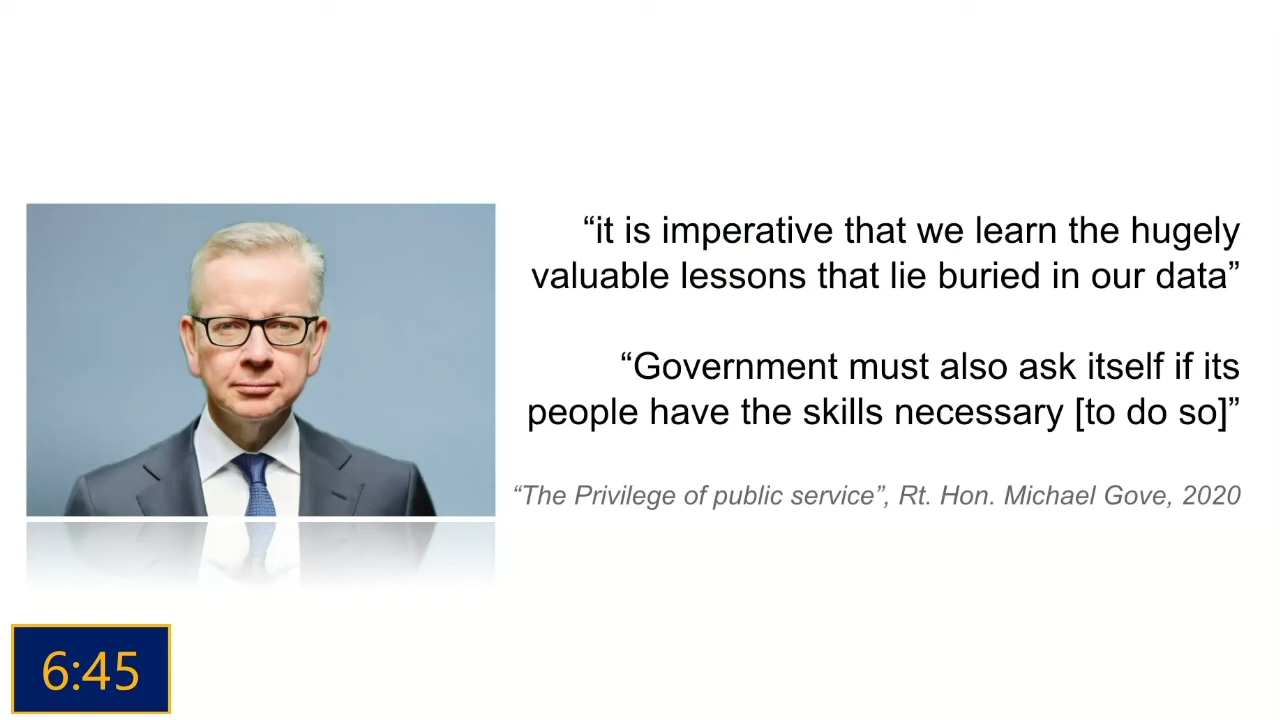 “it is imperative that we learn the hugely
valuable lessons that lie buried in our data”
“Government must also ask itself if its
people have the skills necessary [to do so]”
“The Privilege of public service”, Rt. Hon. Michael Gove, 2020
6:45